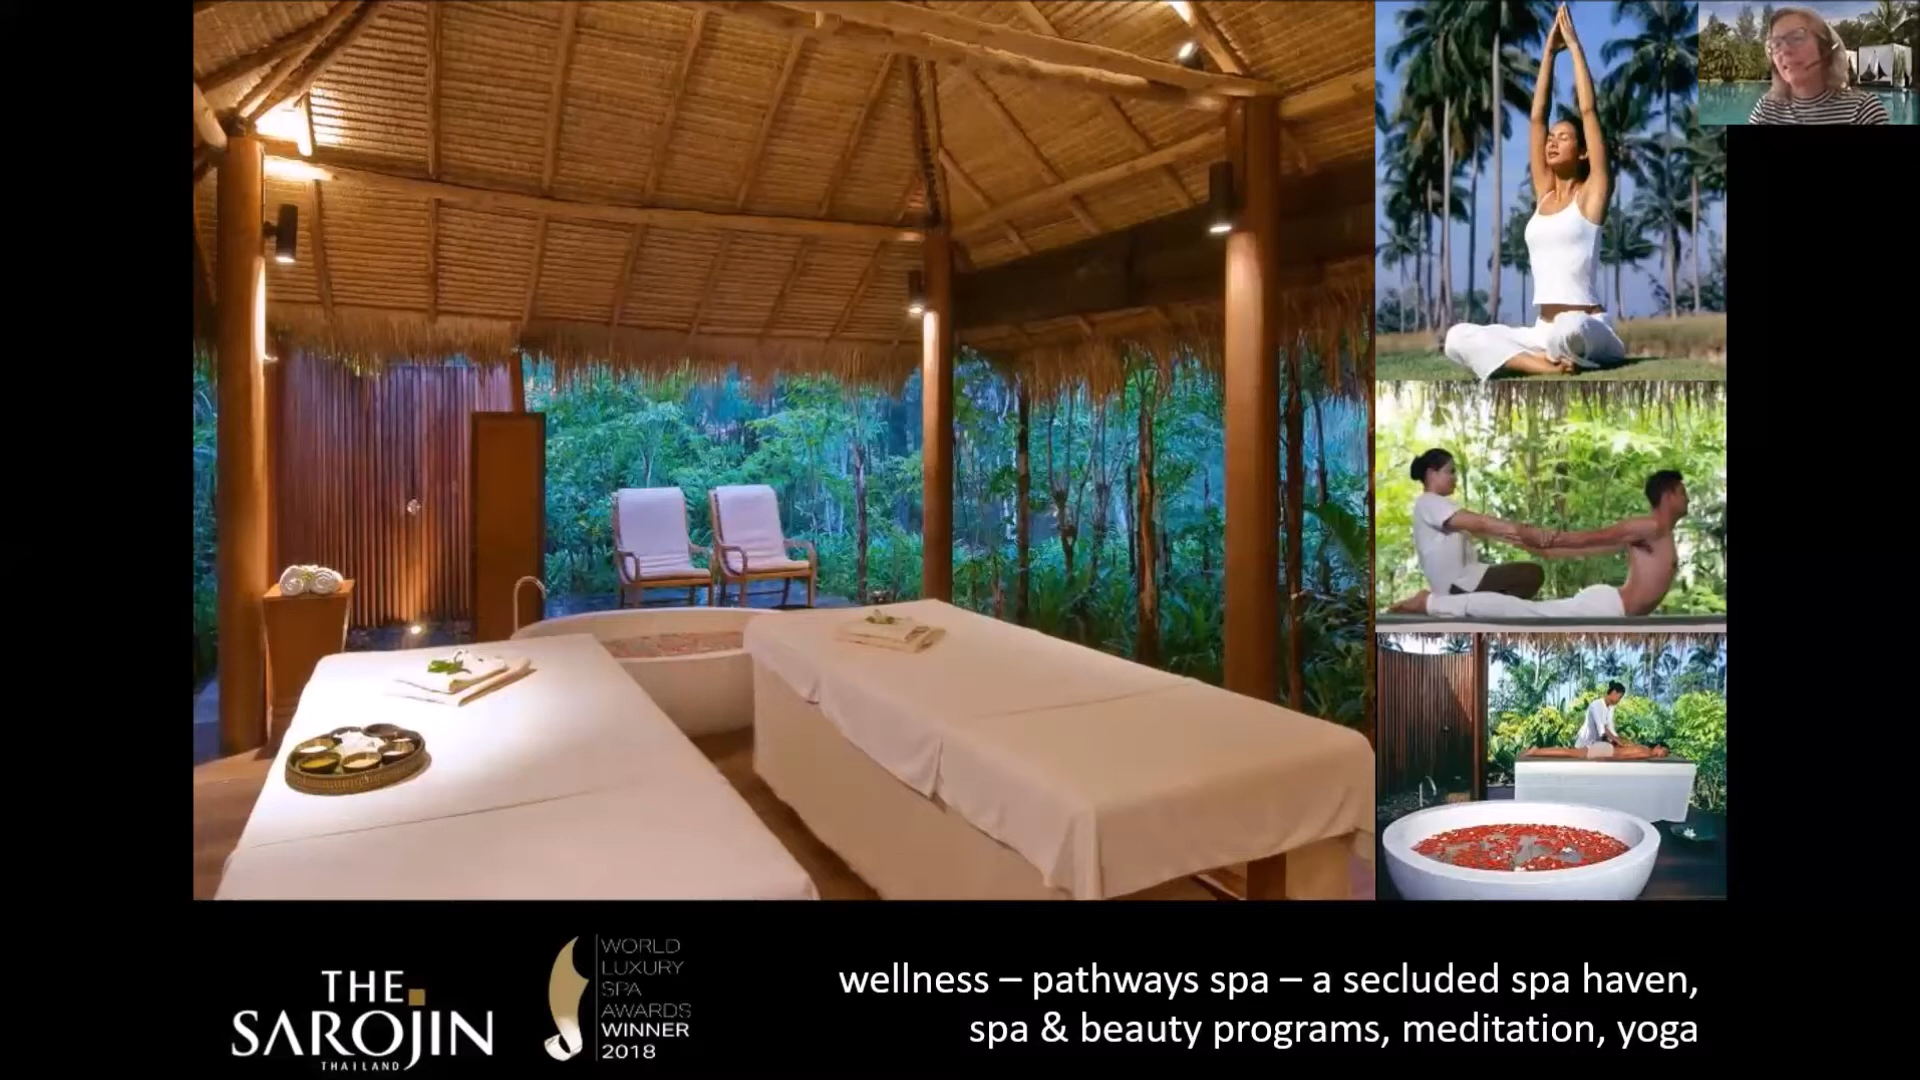 THE
SAROJIN
THAILAND
WORLD
LUXURY
SPA
AWARDS
WINNER
2018
wellness – pathways spa – a secluded spa haven,
spa & beauty programs, meditation, yoga